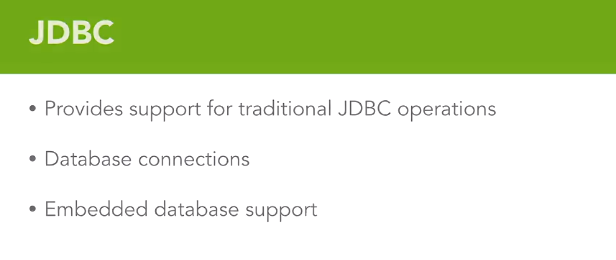 JDBC
• Provides support for traditional JDBC operations
• Database connections
• Embedded database support